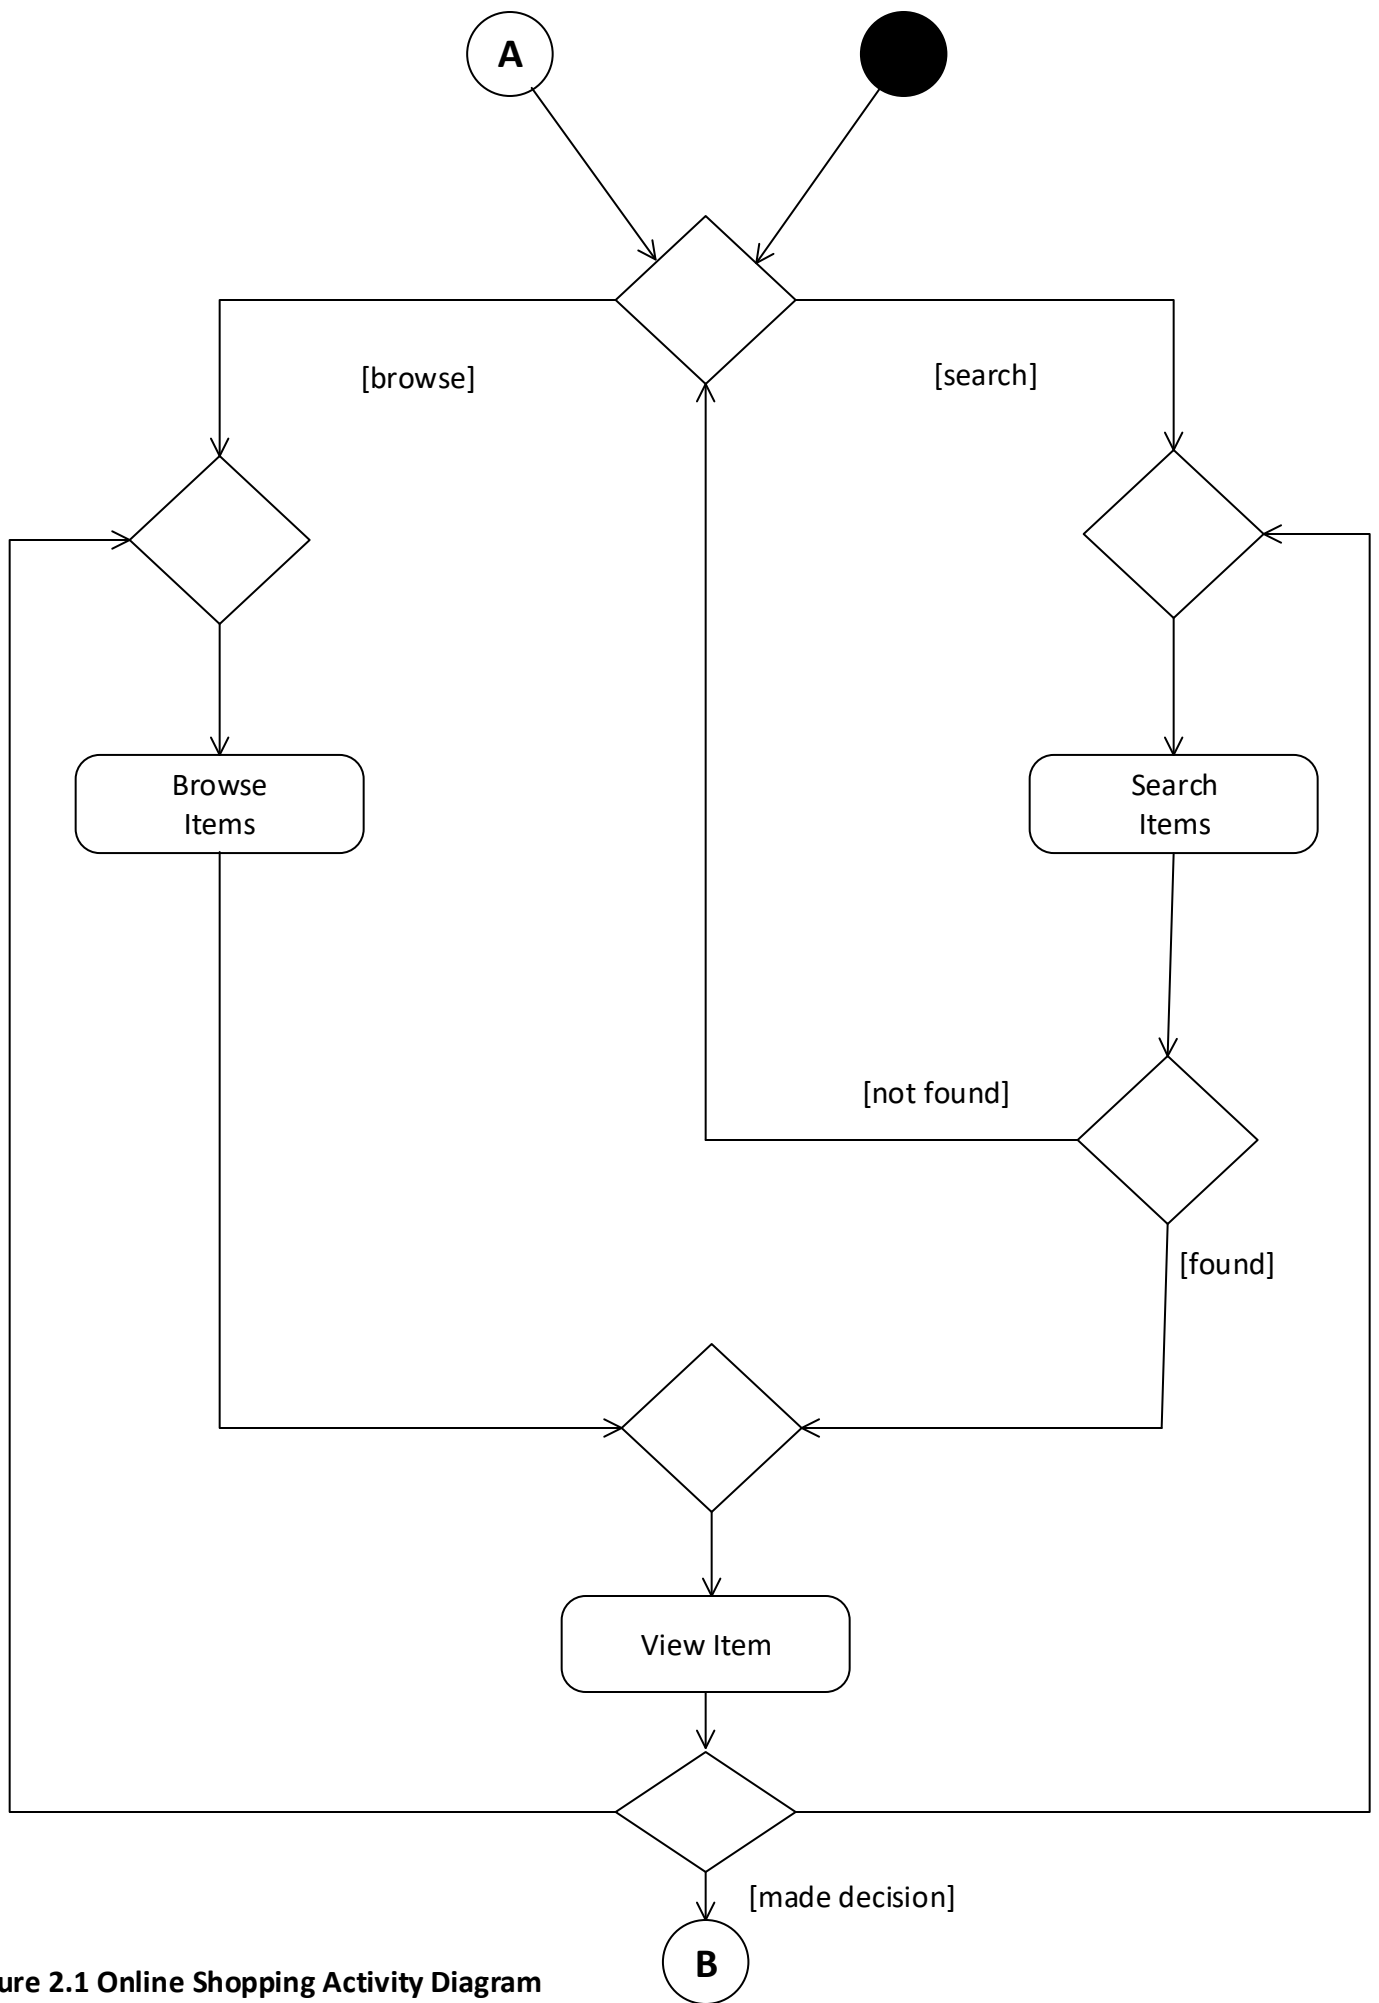 A
[browse]
[search]
Browse
Items
Search
Items
[not found]
[found]
View Item
[made decision]
B
ure 2.1 Online Shopping Activity Diagram